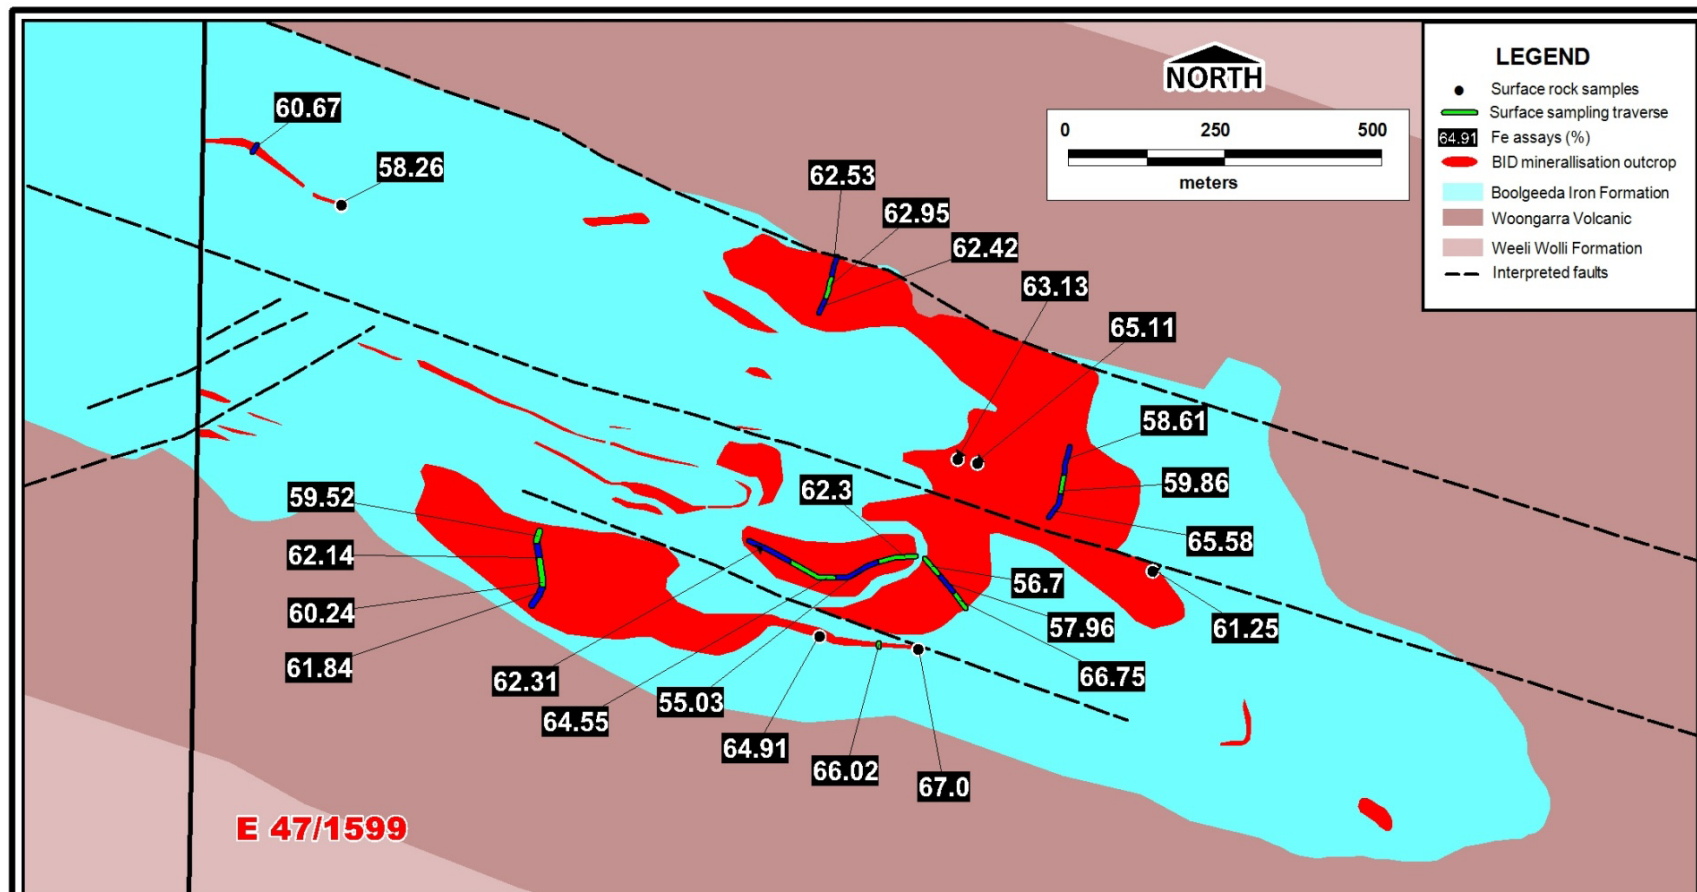 LEGEND
Surface rock samples
Surface sampling traverse
64.91 Fe assays (%)
BID mineralisation outcrop
Boolgeeda Iron Formation
Woongarra Volcanic
Weeli Wolli Formation
Interpreted faults
NORTH
0 250 500
meters
60.67
58.26
62.53
62.95
62.42
63.13
65.11
58.61
59.86
65.58
61.25
62.3
56.7
57.96
66.75
59.52
62.14
60.24
61.84
62.31
64.55
55.03
64.91
66.02
67.0
E 47/1599